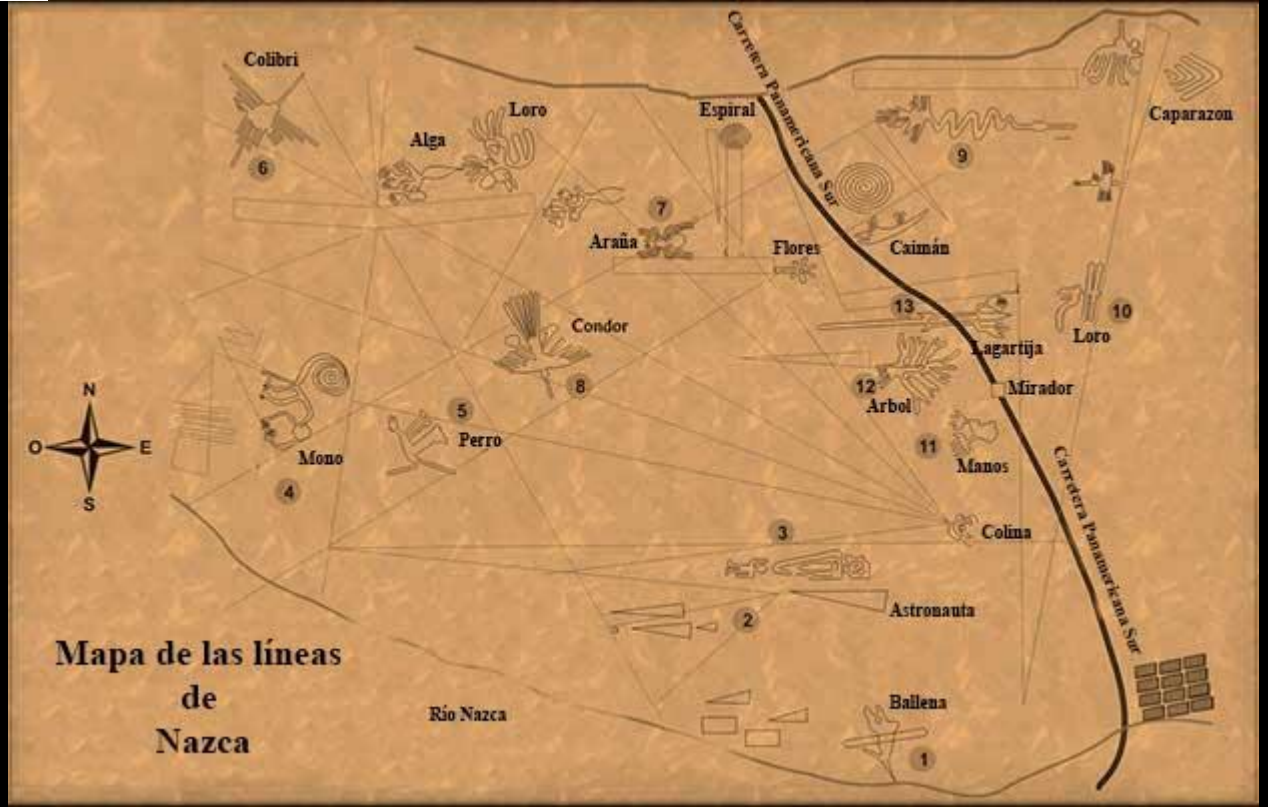 Carretera Panamericana Sur
Colibri
Caparazon
Loro
Espiral
Alga
9
6
7
Araña
Flores
Caimán
13
10
Condor
Loro
Lagartija
8
12
Mirador
Arbol
5
Perro
N
O
E
S
Mono
11
Manos
4
Carretera Panamericana Sur
3
Colina
2
Astronauta
Mapa de las líneas
de
Nazca
Río Nazca
Ballena
1